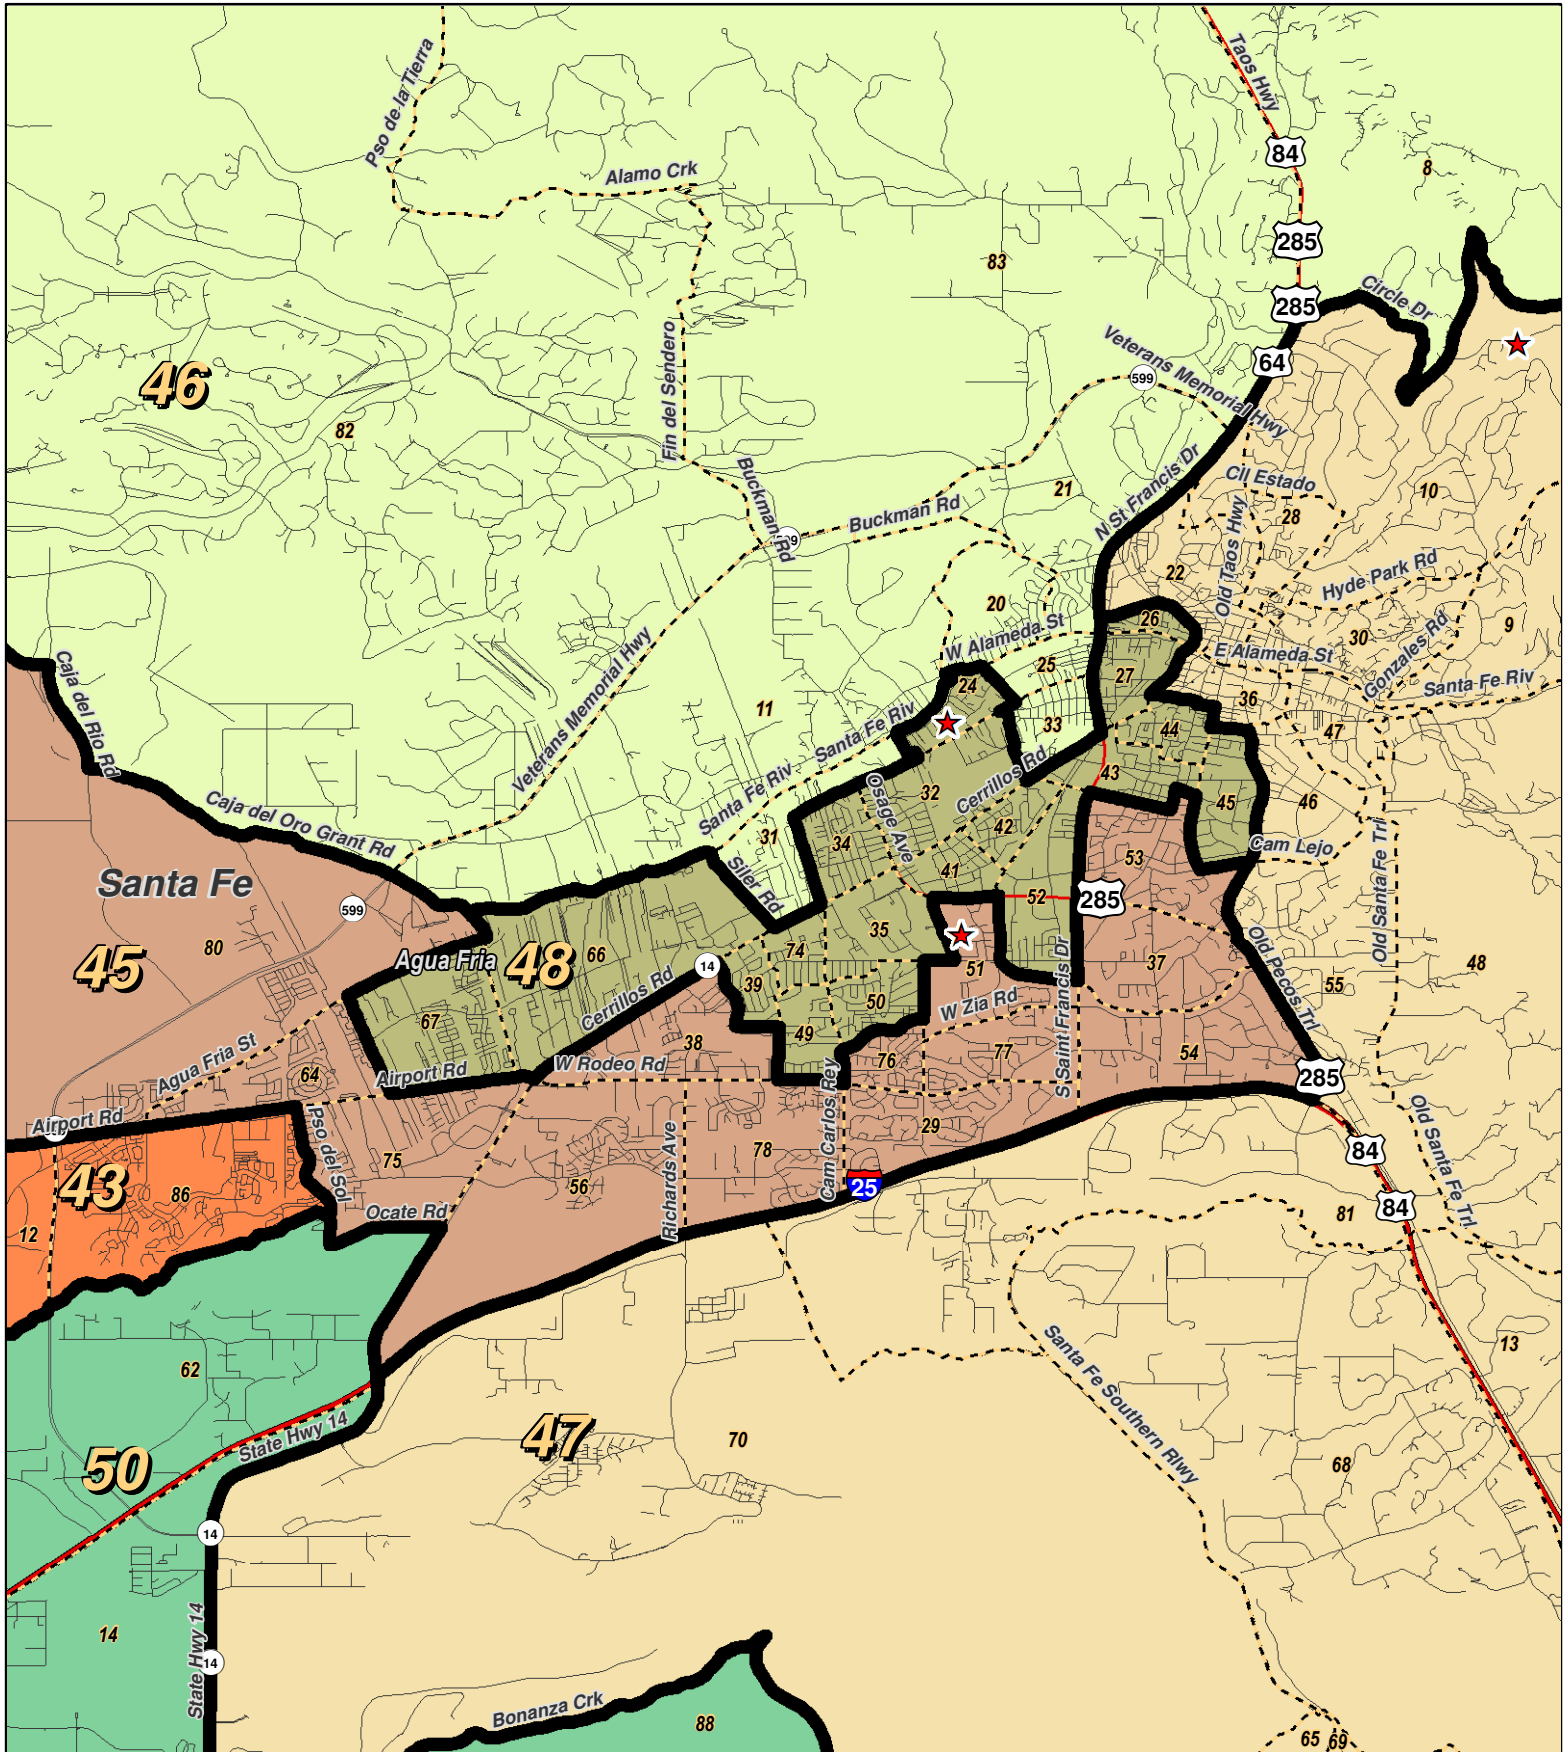 Taos Hwy
Pso de la Tierra
84
8
Alamo Crk
285
83
Circle Dr
285
Fin del Sendero
Veterans Memorial Hwy
64
599
46
82
Buckman Rd
N St Francis Dr
Cll Estado
21
10
Buckman Rd
28
Old Taos Hwy
Hyde Park Rd
22
20
26
Gonzales Rd
9
W Alameda St
30
E Alameda St
25
Caja del Rio Rd
Veterans Memorial Hwy
24
27
Santa Fe Riv
36
11
Santa Fe Riv
33
44
47
43
Cerrillos Rd
Santa Fe Riv
Osage Ave
32
45
46
Caja del Oro Grant Rd
31
34
42
Cam Lejo
53
Old Santa Fe Trl
41
Santa Fe
Siler Rd
52
285
599
35
80
74
Agua Fria
48
66
45
14
51
37
48
Old Pecos Trl
S Saint Francis Dr
39
50
55
Cerrillos Rd
W Zia Rd
67
49
38
Agua Fria St
77
54
W Rodeo Rd
76
64
Airport Rd
285
Airport Rd
Pso del Sol
Richards Ave
Cam Carlos Rey
29
Old Santa Fe Trl
78
84
75
43
86
56
25
84
Ocate Rd
81
12
Santa Fe Southern Rlwy
13
62
State Hwy 14
47
70
50
68
14
14
State Hwy 14
14
Bonanza Crk
88
65
69